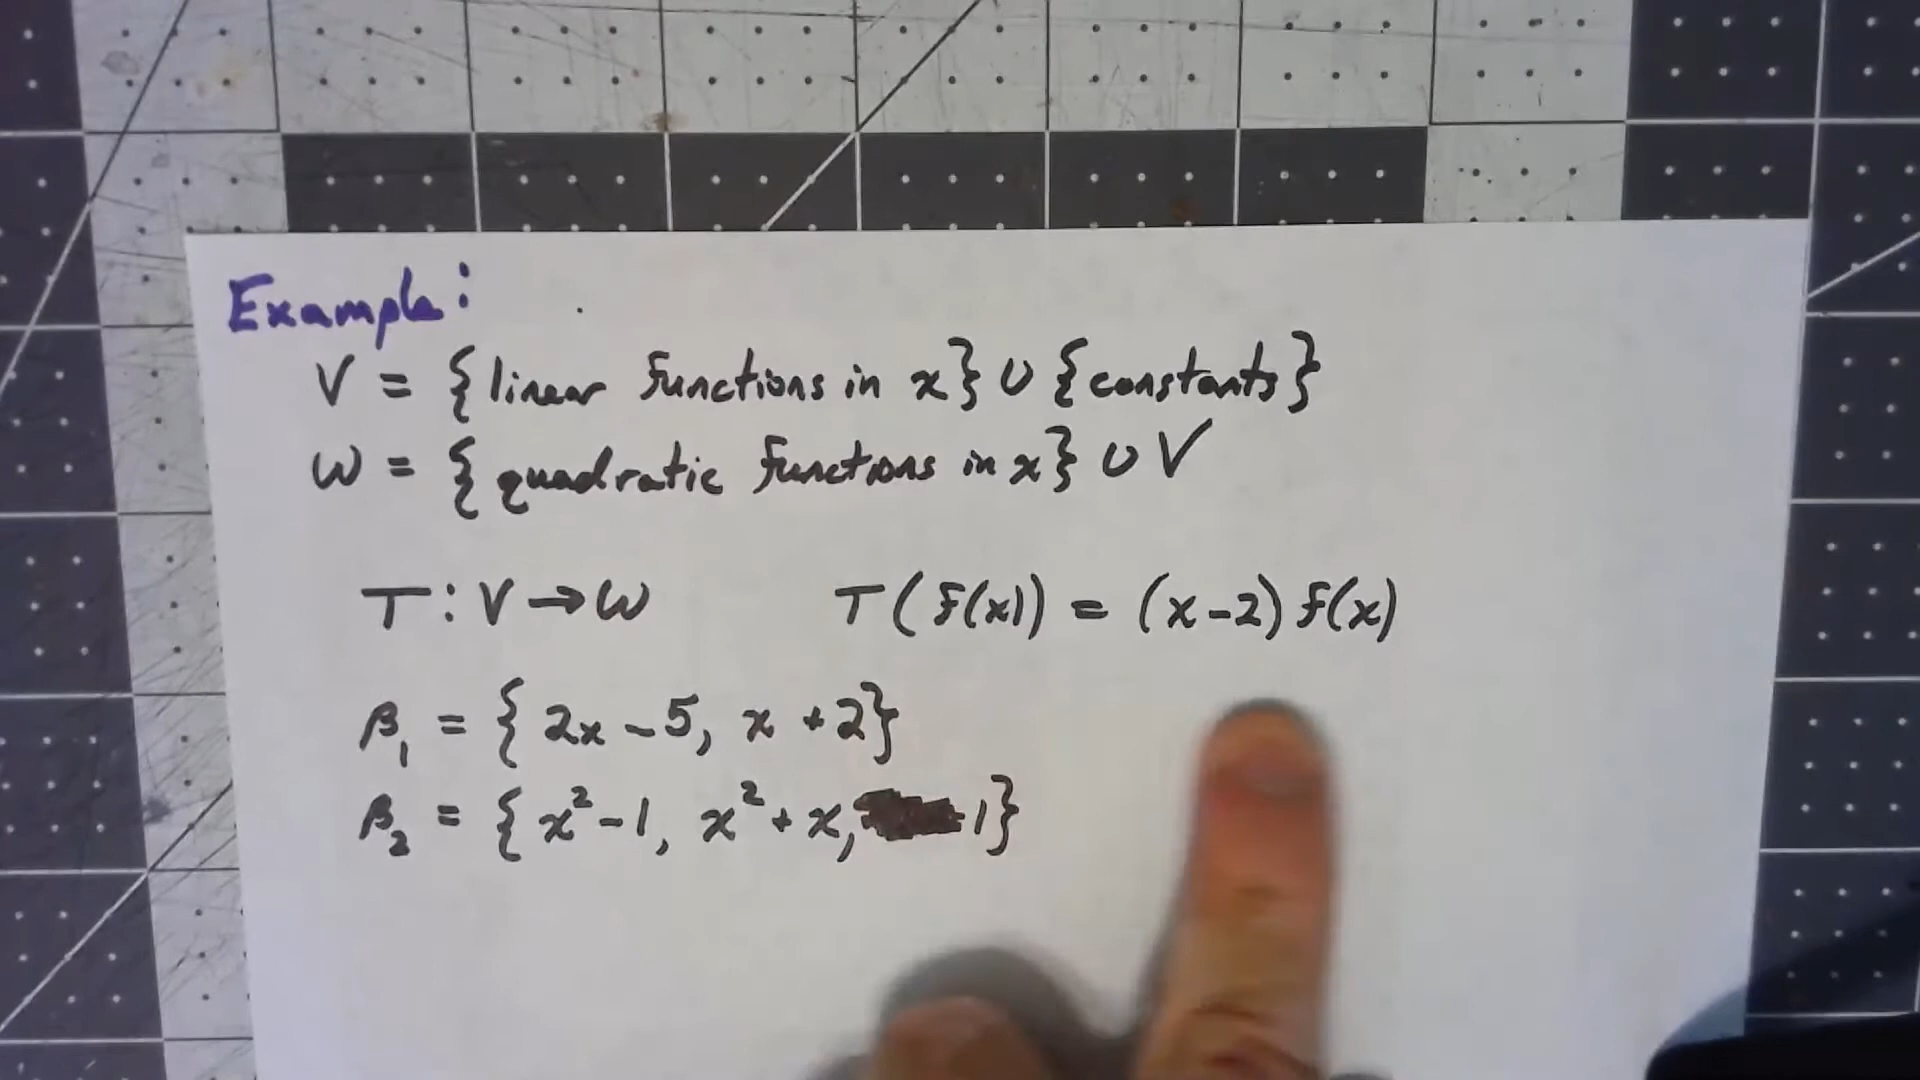 Example:
V = {linear functions in x} ∪ {constants}
W = {quadratic functions in x} ∪ V
T : V → W T(f(x)) = (x-2) f(x)
β₁ = {2x - 5, x + 2}
β₂ = {x² - 1, x² + x, 1}